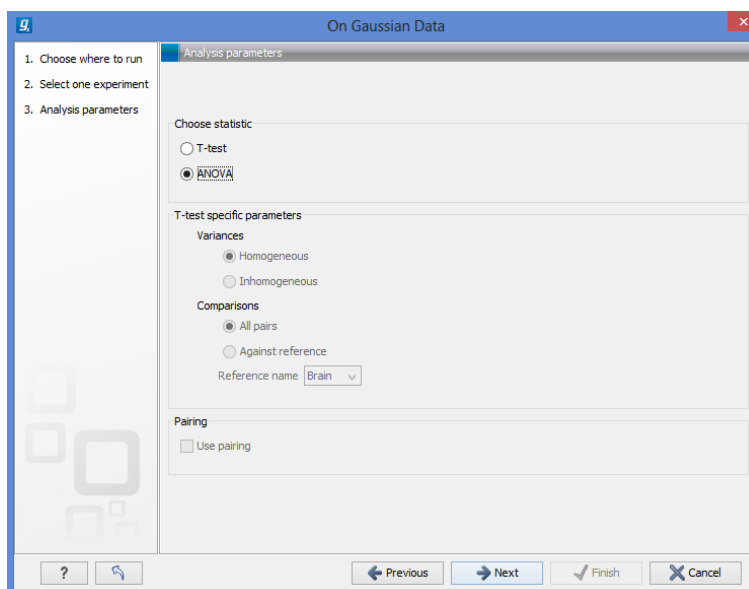 g.
On Gaussian Data
1. Choose where to run
2. Select one experiment
3. Analysis parameters
Analysis parameters
Choose statistic
T-test
ANOVA
T-test specific parameters
Variances
Homogeneous
Inhomogeneous
Comparisons
All pairs
Against reference
Reference name Brain
Pairing
Use pairing
? Previous Next Finish Cancel